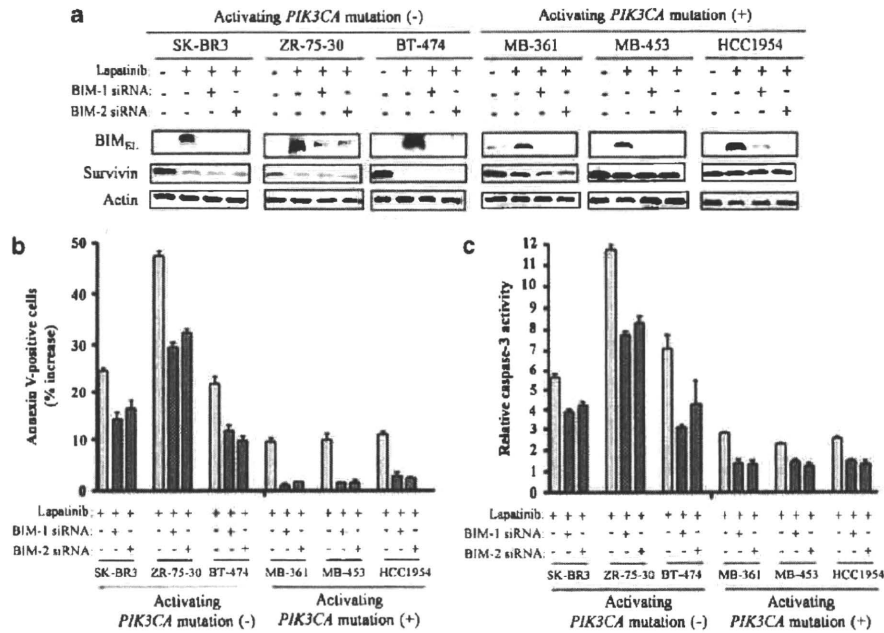 a
Activating PIK3CA mutation (-) Activating PIK3CA mutation (+)
SK-BR3 ZR-75-30 BT-474 MB-361 MB-453 HCC1954
Lapatinib: - + + + - + + + - + + + - + + + - + + + - + + +
BIM-1 siRNA: - - + - - - + - - - + - - - + - - - + - - - + -
BIM-2 siRNA: - - - + - - - + - - - + - - - + - - - + - - - +
BIM EL
Survivin
Actin
b
Annexin V-positive cells
(% increase)
50
40
30
20
10
0
Lapatinib: + + + + + + + + + + + + + + + + + +
BIM-1 siRNA: - + - - + - - + - - + - - + - - + -
BIM-2 siRNA: - - + - - + - - + - - + - - + - - +
SK-BR3 ZR-75-30 BT-474 MB-361 MB-453 HCC1954
Activating
PIK3CA mutation (-)
Activating
PIK3CA mutation (+)
c
Relative caspase-3 activity
12
11
10
9
8
7
6
5
4
3
2
1
0
Lapatinib: + + + + + + + + + + + + + + + + + +
BIM-1 siRNA: - + - - + - - + - - + - - + - - + -
BIM-2 siRNA: - - + - - + - - + - - + - - + - - +
SK-BR3 ZR-75-30 BT-474 MB-361 MB-453 HCC1954
Activating
PIK3CA mutation (-)
Activating
PIK3CA mutation (+)